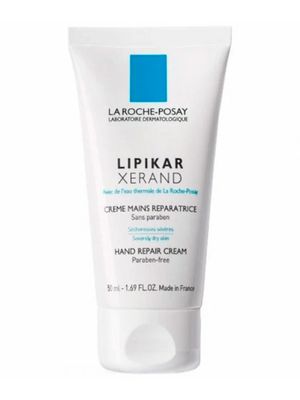 LA ROCHE-POSAY
LABORATOIRE DERMATOLOGIQUE
LIPIKAR
XERAND
Avec de l'eau thermale de La Roche-Posay
CREME MAINS REPARATRICE
Sans paraben
Sécheresses sévères
Severely dry skin
HAND REPAIR CREAM
Paraben-free
50 mL - 1.69 FL.OZ. Made in France